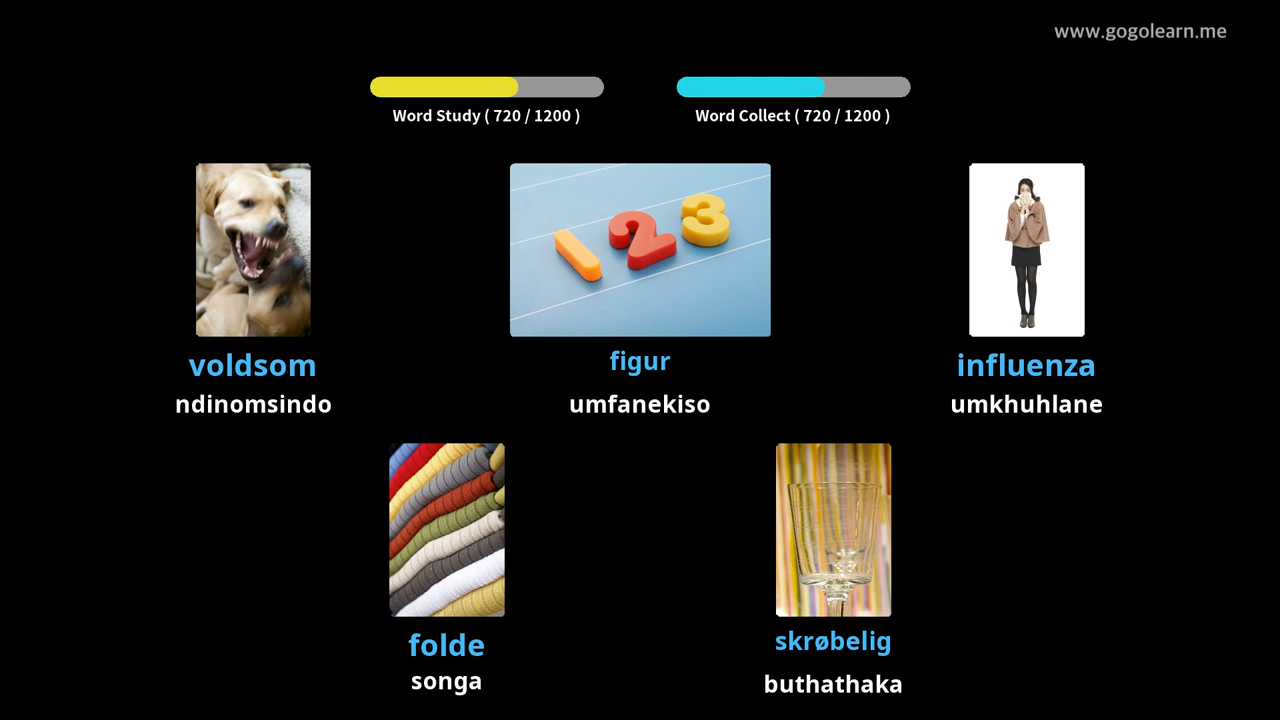 www.gogolearn.me
Word Study ( 720 / 1200 )
Word Collect ( 720 / 1200 )
voldsom
ndinomsindo
figur
umfanekiso
influenza
umkhuhlane
folde
songa
skrøbelig
buthathaka